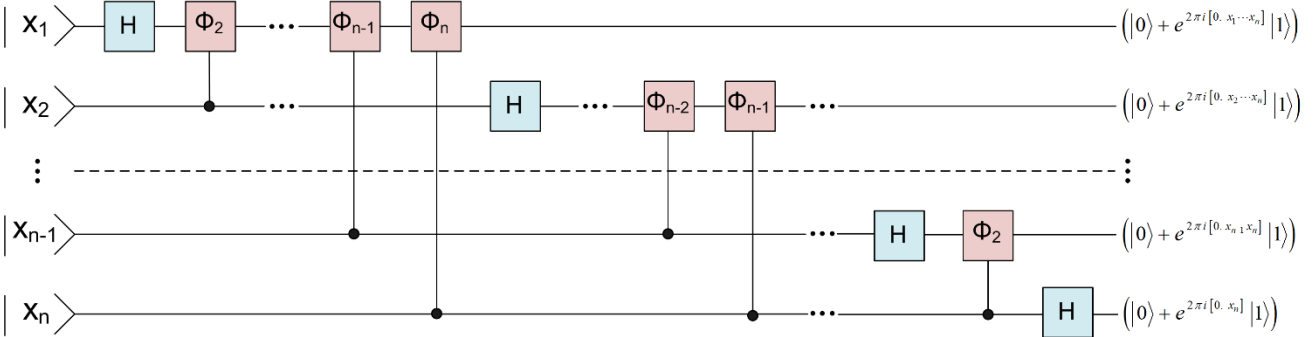 |x₁⟩ H Φ₂ ... Φₙ₋₁ Φₙ (|0⟩ + e^{2πi[0. x₁⋯xₙ]} |1⟩)
|x₂⟩ ... H ... Φₙ₋₂ Φₙ₋₁ ... (|0⟩ + e^{2πi[0. x₂⋯xₙ]} |1⟩)
⋮ ⋮
|xₙ₋₁⟩ ... H Φ₂ (|0⟩ + e^{2πi[0. xₙ₋₁ xₙ]} |1⟩)
|xₙ⟩ ... H (|0⟩ + e^{2πi[0. xₙ]} |1⟩)